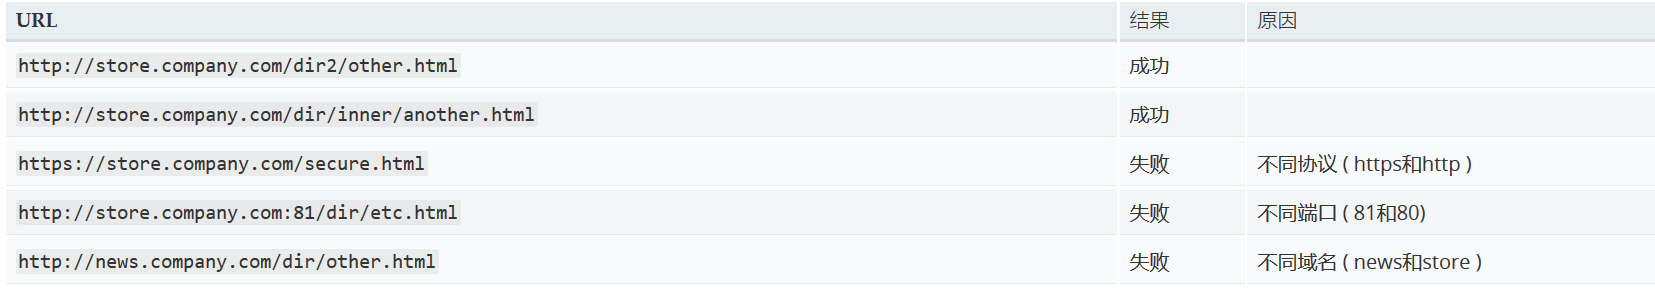 URL 结果 原因
http://store.company.com/dir2/other.html 成功
http://store.company.com/dir/inner/another.html 成功
https://store.company.com/secure.html 失败 不同协议 ( https和http )
http://store.company.com:81/dir/etc.html 失败 不同端口 ( 81和80)
http://news.company.com/dir/other.html 失败 不同域名 ( news和store )